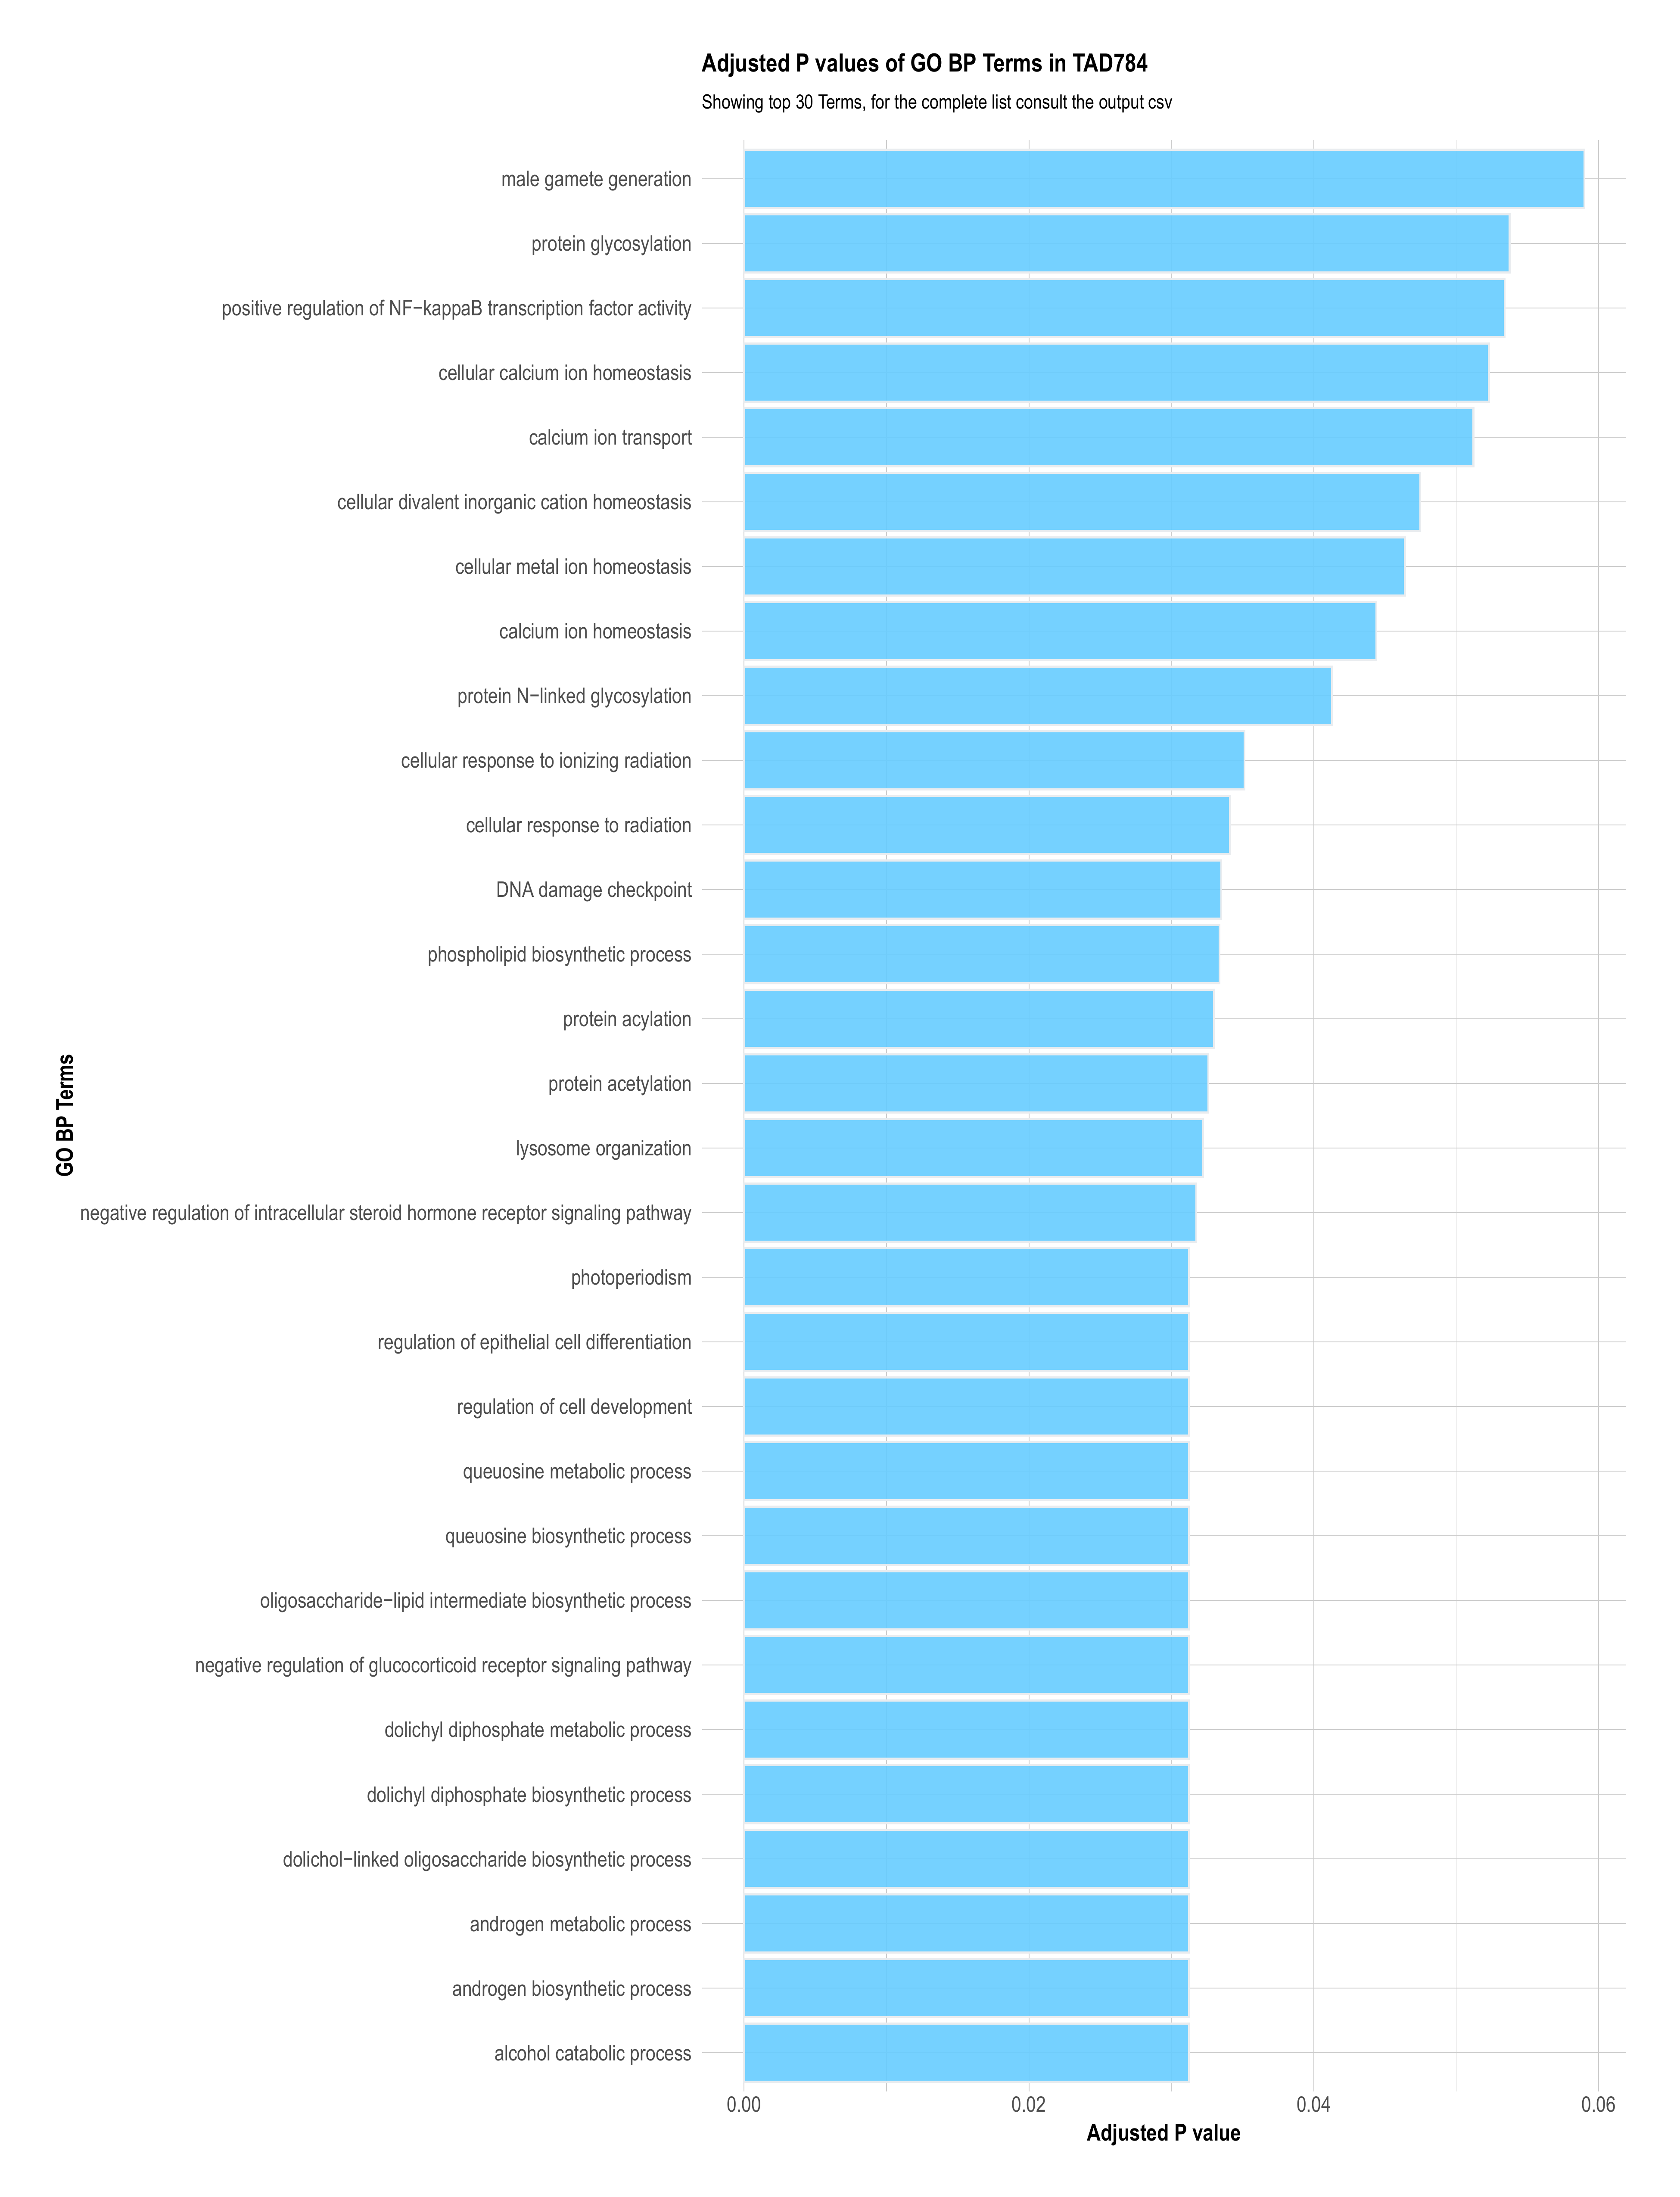 Adjusted P values of GO BP Terms in TAD784
Showing top 30 Terms, for the complete list consult the output csv
male gamete generation
protein glycosylation
positive regulation of NF−kappaB transcription factor activity
cellular calcium ion homeostasis
calcium ion transport
cellular divalent inorganic cation homeostasis
cellular metal ion homeostasis
calcium ion homeostasis
protein N−linked glycosylation
cellular response to ionizing radiation
cellular response to radiation
DNA damage checkpoint
phospholipid biosynthetic process
protein acylation
protein acetylation
lysosome organization
negative regulation of intracellular steroid hormone receptor signaling pathway
photoperiodism
regulation of epithelial cell differentiation
regulation of cell development
queuosine metabolic process
queuosine biosynthetic process
oligosaccharide−lipid intermediate biosynthetic process
negative regulation of glucocorticoid receptor signaling pathway
dolichyl diphosphate metabolic process
dolichyl diphosphate biosynthetic process
dolichol−linked oligosaccharide biosynthetic process
androgen metabolic process
androgen biosynthetic process
alcohol catabolic process
GO BP Terms
0.00 0.02 0.04 0.06
Adjusted P value